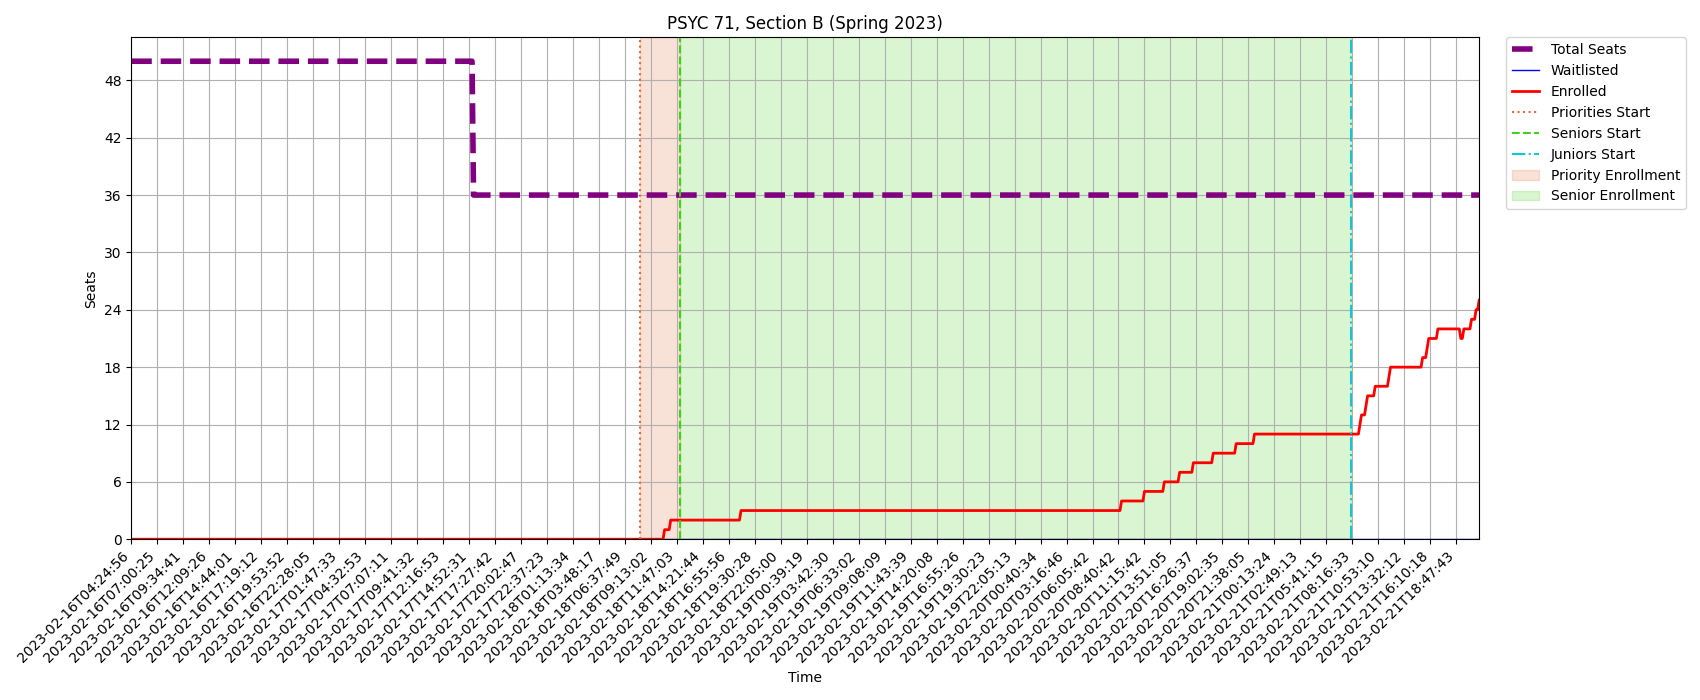 PSYC 71, Section B (Spring 2023)
Total Seats
Waitlisted
Enrolled
Priorities Start
Seniors Start
Juniors Start
Priority Enrollment
Senior Enrollment
Seats
48
42
36
30
24
18
12
6
0
2023-02-16T04:24:56
2023-02-16T07:00:25
2023-02-16T09:34:41
2023-02-16T12:09:26
2023-02-16T14:44:01
2023-02-16T17:19:12
2023-02-16T19:53:52
2023-02-16T22:28:05
2023-02-17T01:47:33
2023-02-17T04:32:53
2023-02-17T07:07:11
2023-02-17T09:41:32
2023-02-17T12:16:53
2023-02-17T14:52:31
2023-02-17T17:27:42
2023-02-17T20:02:47
2023-02-17T22:37:23
2023-02-18T01:13:34
2023-02-18T03:48:17
2023-02-18T06:37:49
2023-02-18T09:13:02
2023-02-18T11:47:03
2023-02-18T14:21:44
2023-02-18T16:55:56
2023-02-18T19:30:28
2023-02-18T22:05:00
2023-02-19T00:39:19
2023-02-19T03:42:30
2023-02-19T06:33:02
2023-02-19T09:08:09
2023-02-19T11:43:39
2023-02-19T14:20:08
2023-02-19T16:55:26
2023-02-19T19:30:23
2023-02-19T22:05:13
2023-02-20T00:40:34
2023-02-20T03:16:46
2023-02-20T06:05:42
2023-02-20T08:40:42
2023-02-20T11:15:42
2023-02-20T13:51:05
2023-02-20T16:26:37
2023-02-20T19:02:35
2023-02-20T21:38:05
2023-02-21T00:13:24
2023-02-21T02:49:13
2023-02-21T05:41:15
2023-02-21T08:16:33
2023-02-21T10:53:10
2023-02-21T13:32:12
2023-02-21T16:10:18
2023-02-21T18:47:43
Time